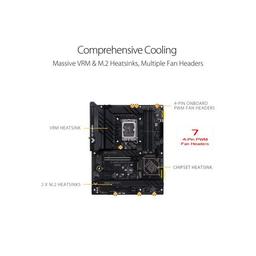 Comprehensive Cooling
Massive VRM & M.2 Heatsinks, Multiple Fan Headers
4-PIN ONBOARD
PWM FAN HEADERS
VRM HEATSINK
7
4-Pin PWM
Fan Headers
CHIPSET HEATSINK
3 X M.2 HEATSINKS